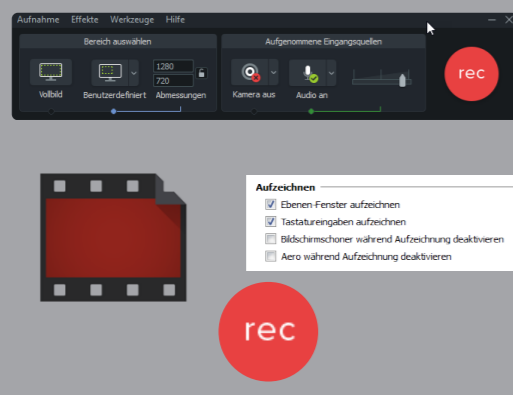 Aufnahme Effekte Werkzeuge Hilfe
Bereich auswählen
Aufgenommene Eingangsquellen
1280
720
rec
Vollbild
Benutzerdefiniert
Abmessungen
Kamera aus
Audio an
Aufzeichnen
Ebenen-Fenster aufzeichnen
Tastatureingaben aufzeichnen
Bildschirmschoner während Aufzeichnung deaktivieren
Aero während Aufzeichnung deaktivieren
rec